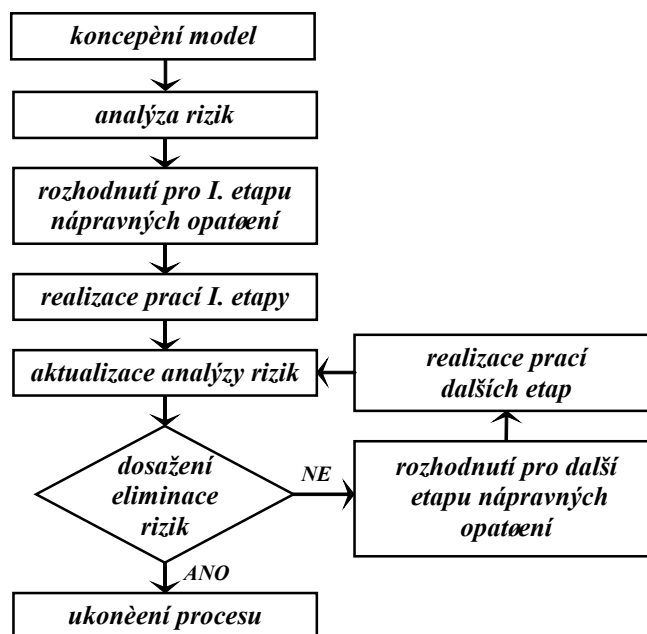 koncepèní model
analýza rizik
rozhodnutí pro I. etapu
nápravných opatøení
realizace prací I. etapy
aktualizace analýzy rizik
realizace prací
dalších etap
dosažení
eliminace
rizik
NE
rozhodnutí pro další
etapu nápravných
opatøení
ANO
ukonèení procesu